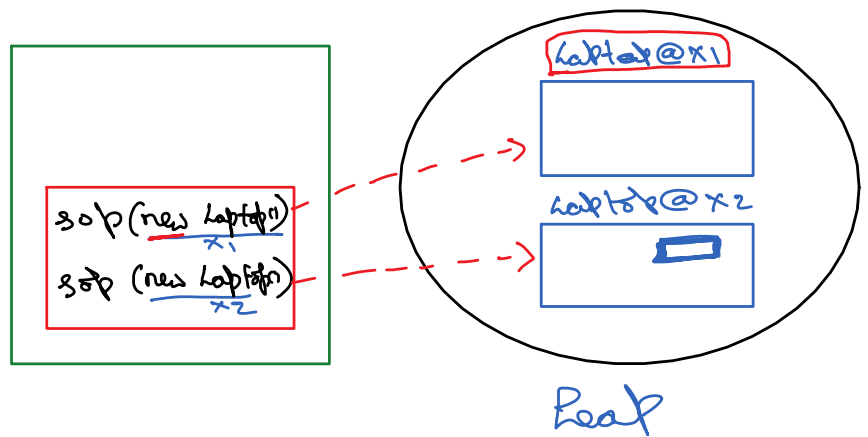 Laptop@x1
sop(new Laptop())
x1
Laptop@x2
sop (new Laptop())
x2
Heap